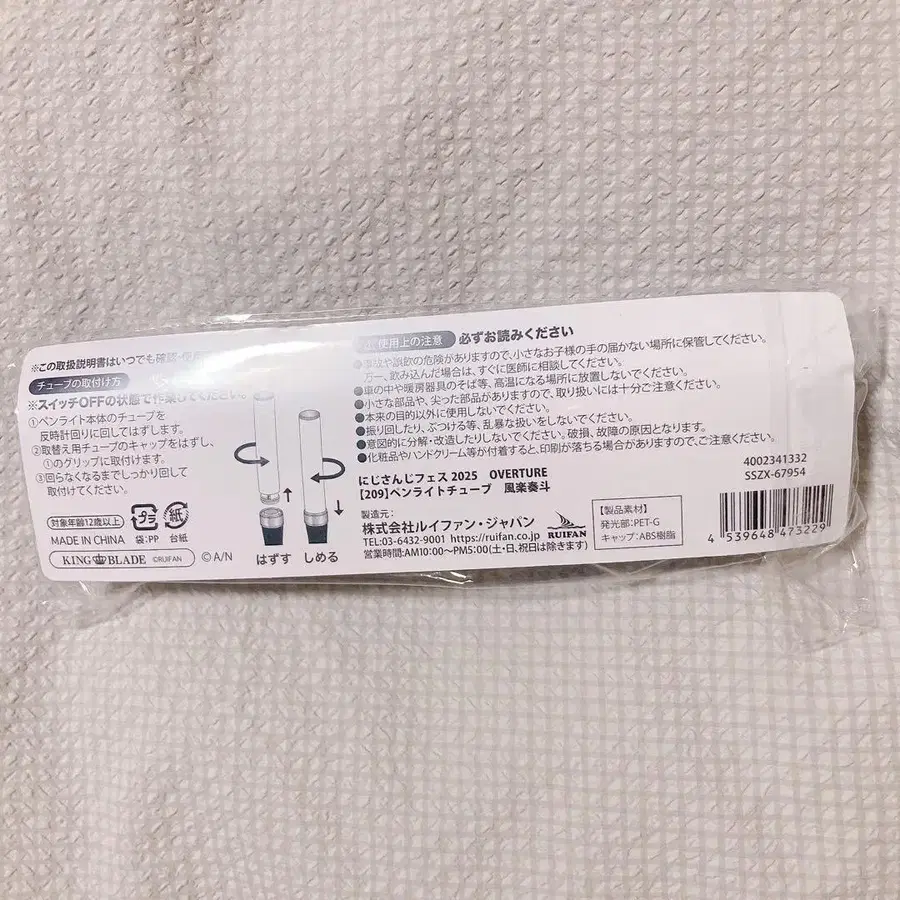 ※この取扱説明書はいつでも確認・使用
チューブの取付け方
※スイッチOFFの状態で作業してください。
①ペンライト本体のチューブを
反時計回りに回してはずします。
②取替え用チューブのキャップをはずし、
①のグリップに取付けます。
③回らなくなるまでしっかり回して
取付けてください。
対象年齢12歳以上
MADE IN CHINA
プラ
袋:PP
紙
台紙
KING BLADE ©RUIFAN
©A/N
はずす
しめる
使用上の注意 必ずお読みください
●事故や誤飲の危険がありますので、小さなお子様の手の届かない場所に保管してください。
万一、飲み込んだ場合は、すぐに医師に相談してください。
●車の中や暖房器具のそば等、高温になる場所に放置しないでください。
●小さな部品や、尖った部品がありますので、取り扱いには十分ご注意ください。
●本来の目的以外に使用しないでください。
●振り回したり、ぶつける等、乱暴な扱いをしないでください。
●意図的に分解・改造したりしないでください。破損、故障の原因となります。
●化粧品やハンドクリーム等が付着すると、印刷が落ちる場合がありますので、ご注意ください。
にじさんじフェス2025 OVERTURE
【209】ペンライトチューブ 風楽奏斗
製造元:
株式会社ルイファン・ジャパン
RUIFAN
TEL:03-6432-9001 https://ruifan.co.jp
営業時間:AM10:00〜PM5:00(土・日、祝日は除きます)
【製品素材】
発光部:PET-G
キャップ:ABS樹脂
4002341332
SSZX-67954
4 539648 473229